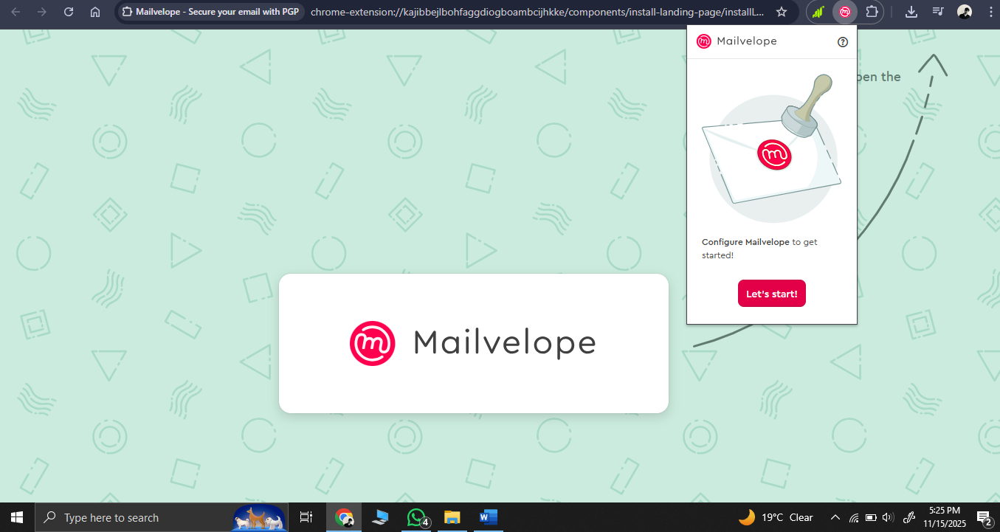 Mailvelope - Secure your email with PGP
chrome-extension://kajibbejlbohfaggdiogboambcijhkke/components/install-landing-page/installL...
Mailvelope
pen the
Configure Mailvelope to get
started!
Let's start!
Mailvelope
Type here to search
4
19°C Clear
5:25 PM
11/15/2025
2